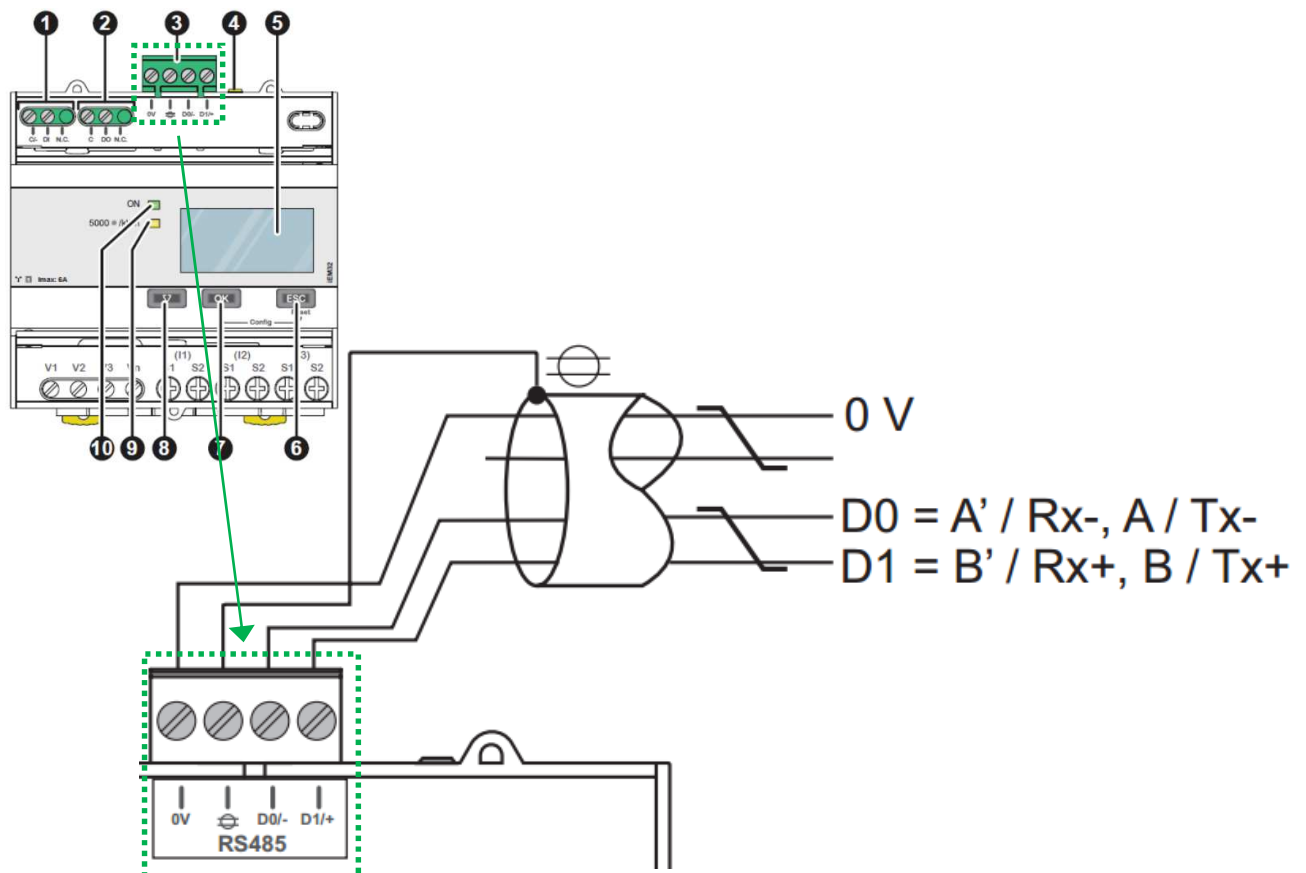 1 2 3 4 5
0V D0/- D1/+
C/- DI N.C. C DO N.C.
ON
5000
Imax: 6A
iEM32
OK ESC
Config
(I1) (I2)
V1 V2 S2 S1 S2 S1 S2
10 9 8 7 6
0 V
D0 = A' / Rx-, A / Tx-
D1 = B' / Rx+, B / Tx+
0V D0/- D1/+
RS485